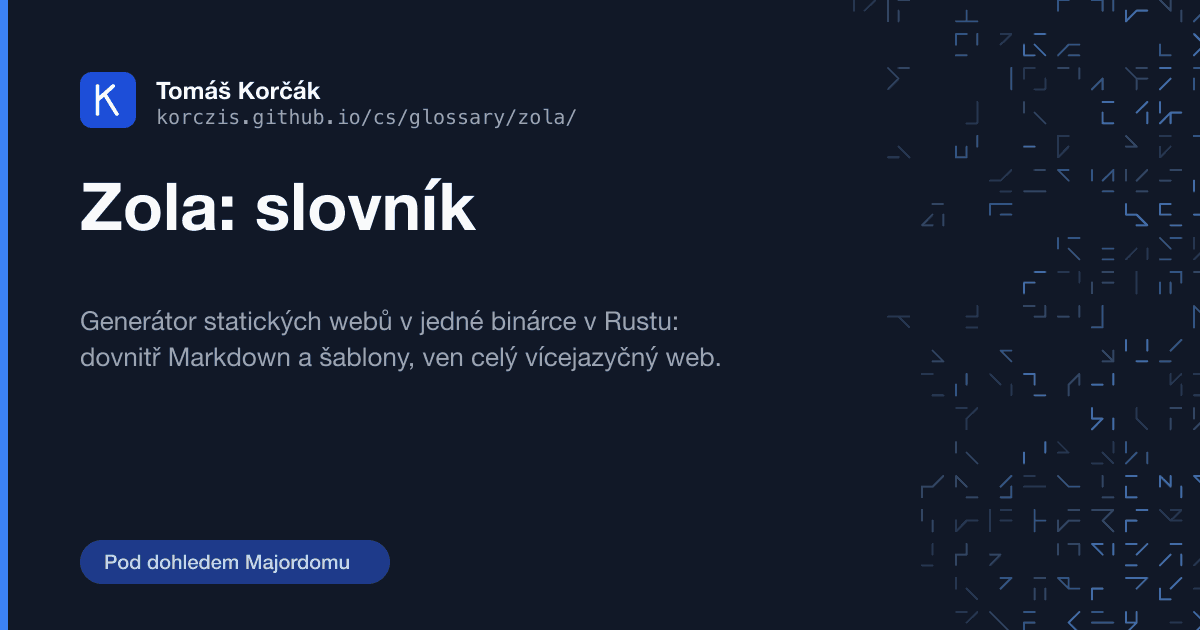 Tomáš Korčák
korczis.github.io/cs/glossary/zola/
Zola: slovník
Generátor statických webů v jedné binárce v Rustu:
dovnitř Markdown a šablony, ven celý vícejazyčný web.
Pod dohledem Majordomu